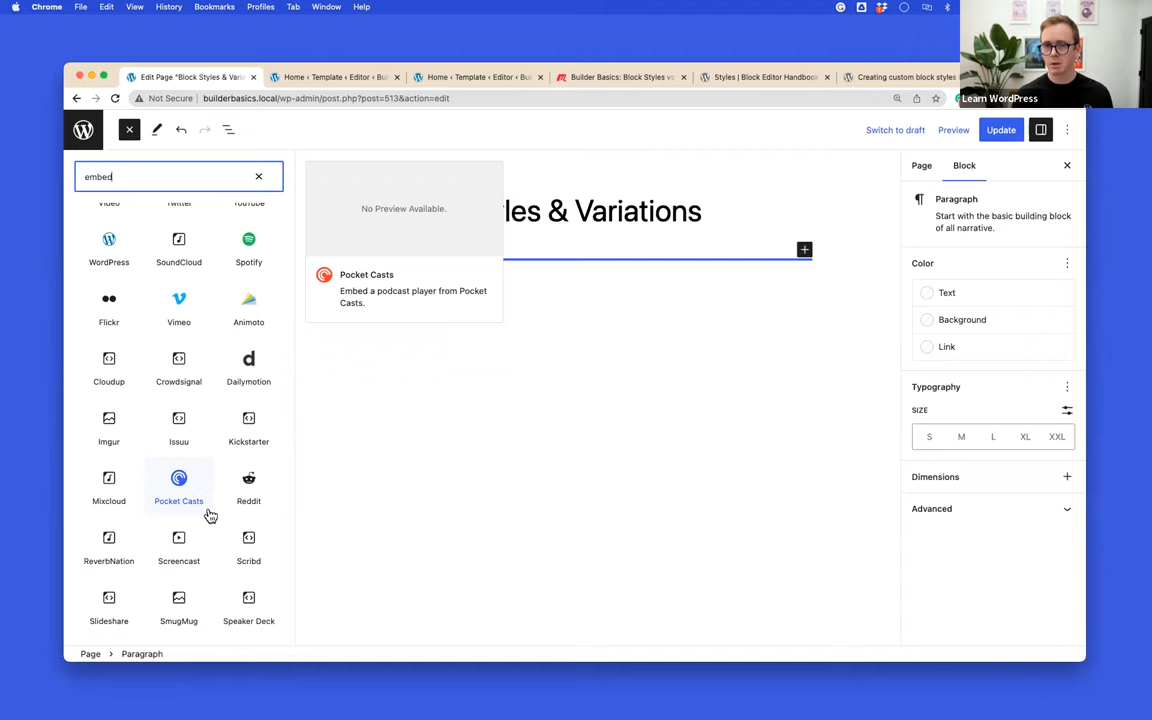 Chrome File Edit View History Bookmarks Profiles Tab Window Help
Learn WordPress
Edit Page "Block Styles & Varia
Home ‹ Template ‹ Editor ‹ Bui
Home ‹ Template ‹ Editor ‹ Bui
Builder Basics: Block Styles vs
Styles | Block Editor Handbook
Creating custom block styles
Not Secure builderbasics.local/wp-admin/post.php?post=513&action=edit
Switch to draft Preview Update
embed
Video Twitter YouTube
WordPress SoundCloud Spotify
Flickr Vimeo Animoto
Cloudup Crowdsignal Dailymotion
Imgur Issuu Kickstarter
Mixcloud Pocket Casts Reddit
ReverbNation Screencast Scribd
Slideshare SmugMug Speaker Deck
No Preview Available.
Pocket Casts
Embed a podcast player from Pocket
Casts.
les & Variations
Page Block
Paragraph
Start with the basic building block
of all narrative.
Color
Text
Background
Link
Typography
SIZE
S M L XL XXL
Dimensions
Advanced
Page > Paragraph